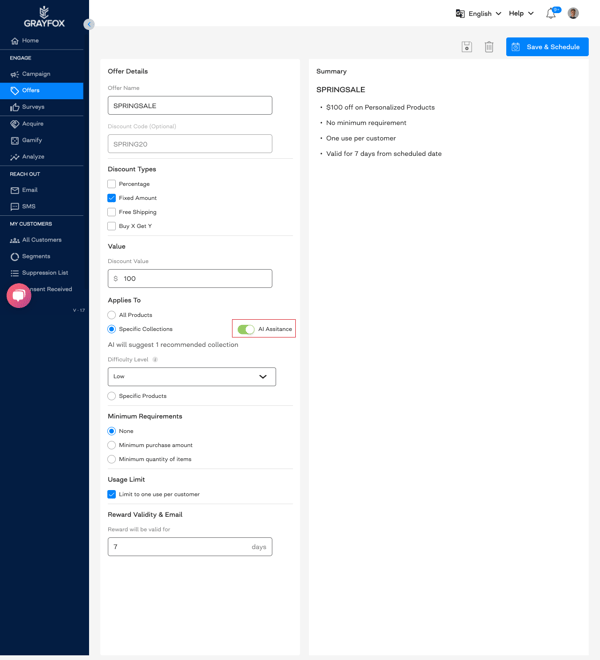 GRAYFOX
English
Help
9+
Home
ENGAGE
Campaign
Offers
Surveys
Acquire
Gamify
Analyze
REACH OUT
Email
SMS
MY CUSTOMERS
All Customers
Segments
Suppression List
onsent Received
V : 1.7
Save & Schedule
Offer Details
Offer Name
SPRINGSALE
Discount Code (Optional)
SPRING20
Discount Types
Percentage
Fixed Amount
Free Shipping
Buy X Get Y
Value
Discount Value
$ 100
Applies To
All Products
Specific Collections
AI Assitance
AI will suggest 1 recommended collection
Difficulty Level
Low
Specific Products
Minimum Requirements
None
Minimum purchase amount
Minimum quantity of items
Usage Limit
Limit to one use per customer
Reward Validity & Email
Reward will be valid for
7 days
Summary
SPRINGSALE
• $100 off on Personalized Products
• No minimum requirement
• One use per customer
• Valid for 7 days from scheduled date